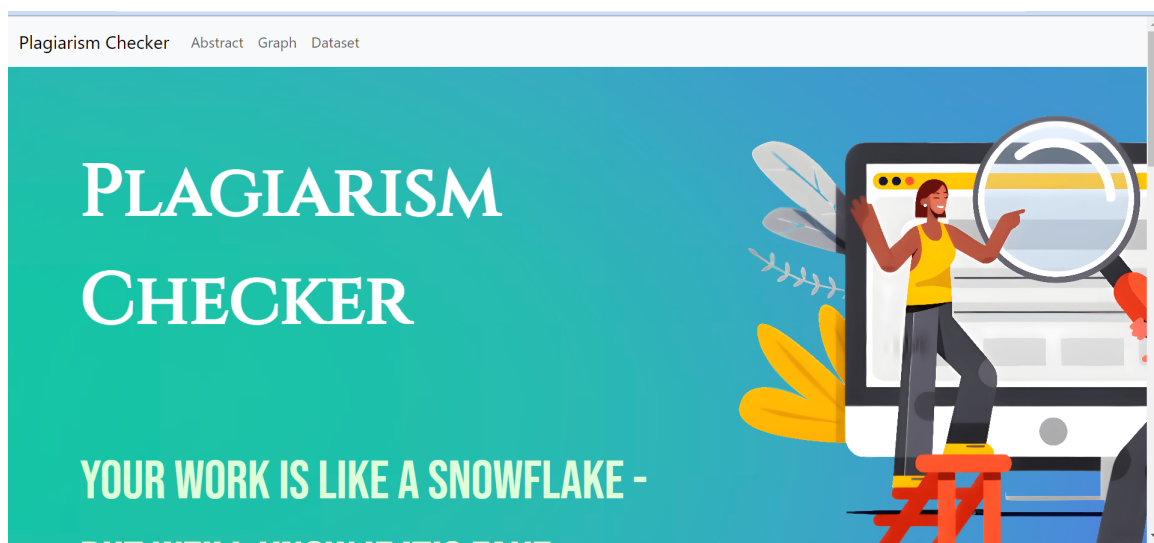 Plagiarism Checker Abstract Graph Dataset
Plagiarism
Checker
YOUR WORK IS LIKE A SNOWFLAKE -